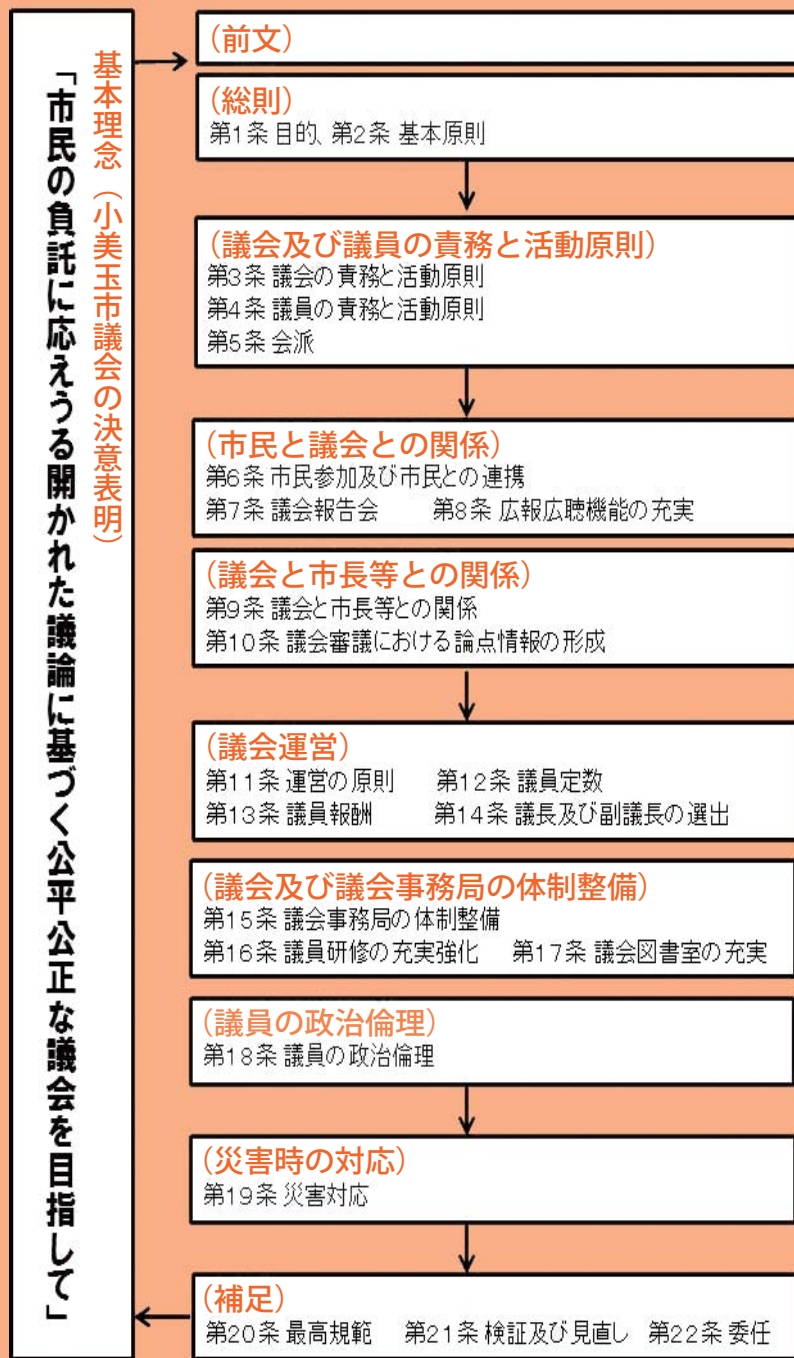 基本理念（小美玉市議会の決意表明）
「市民の負託に応えうる開かれた議論に基づく公平公正な議会を目指して」
（前文）
（総則）
第1条 目的、第2条 基本原則
（議会及び議員の責務と活動原則）
第3条 議会の責務と活動原則
第4条 議員の責務と活動原則
第5条 会派
（市民と議会との関係）
第6条 市民参加及び市民との連携
第7条 議会報告会　第8条 広報広聴機能の充実
（議会と市長等との関係）
第9条 議会と市長等との関係
第10条 議会審議における論点情報の形成
（議会運営）
第11条 運営の原則　第12条 議員定数
第13条 議員報酬　第14条 議長及び副議長の選出
（議会及び議会事務局の体制整備）
第15条 議会事務局の体制整備
第16条 議員研修の充実強化　第17条 議会図書室の充実
（議員の政治倫理）
第18条 議員の政治倫理
（災害時の対応）
第19条 災害対応
（補足）
第20条 最高規範　第21条 検証及び見直し　第22条 委任